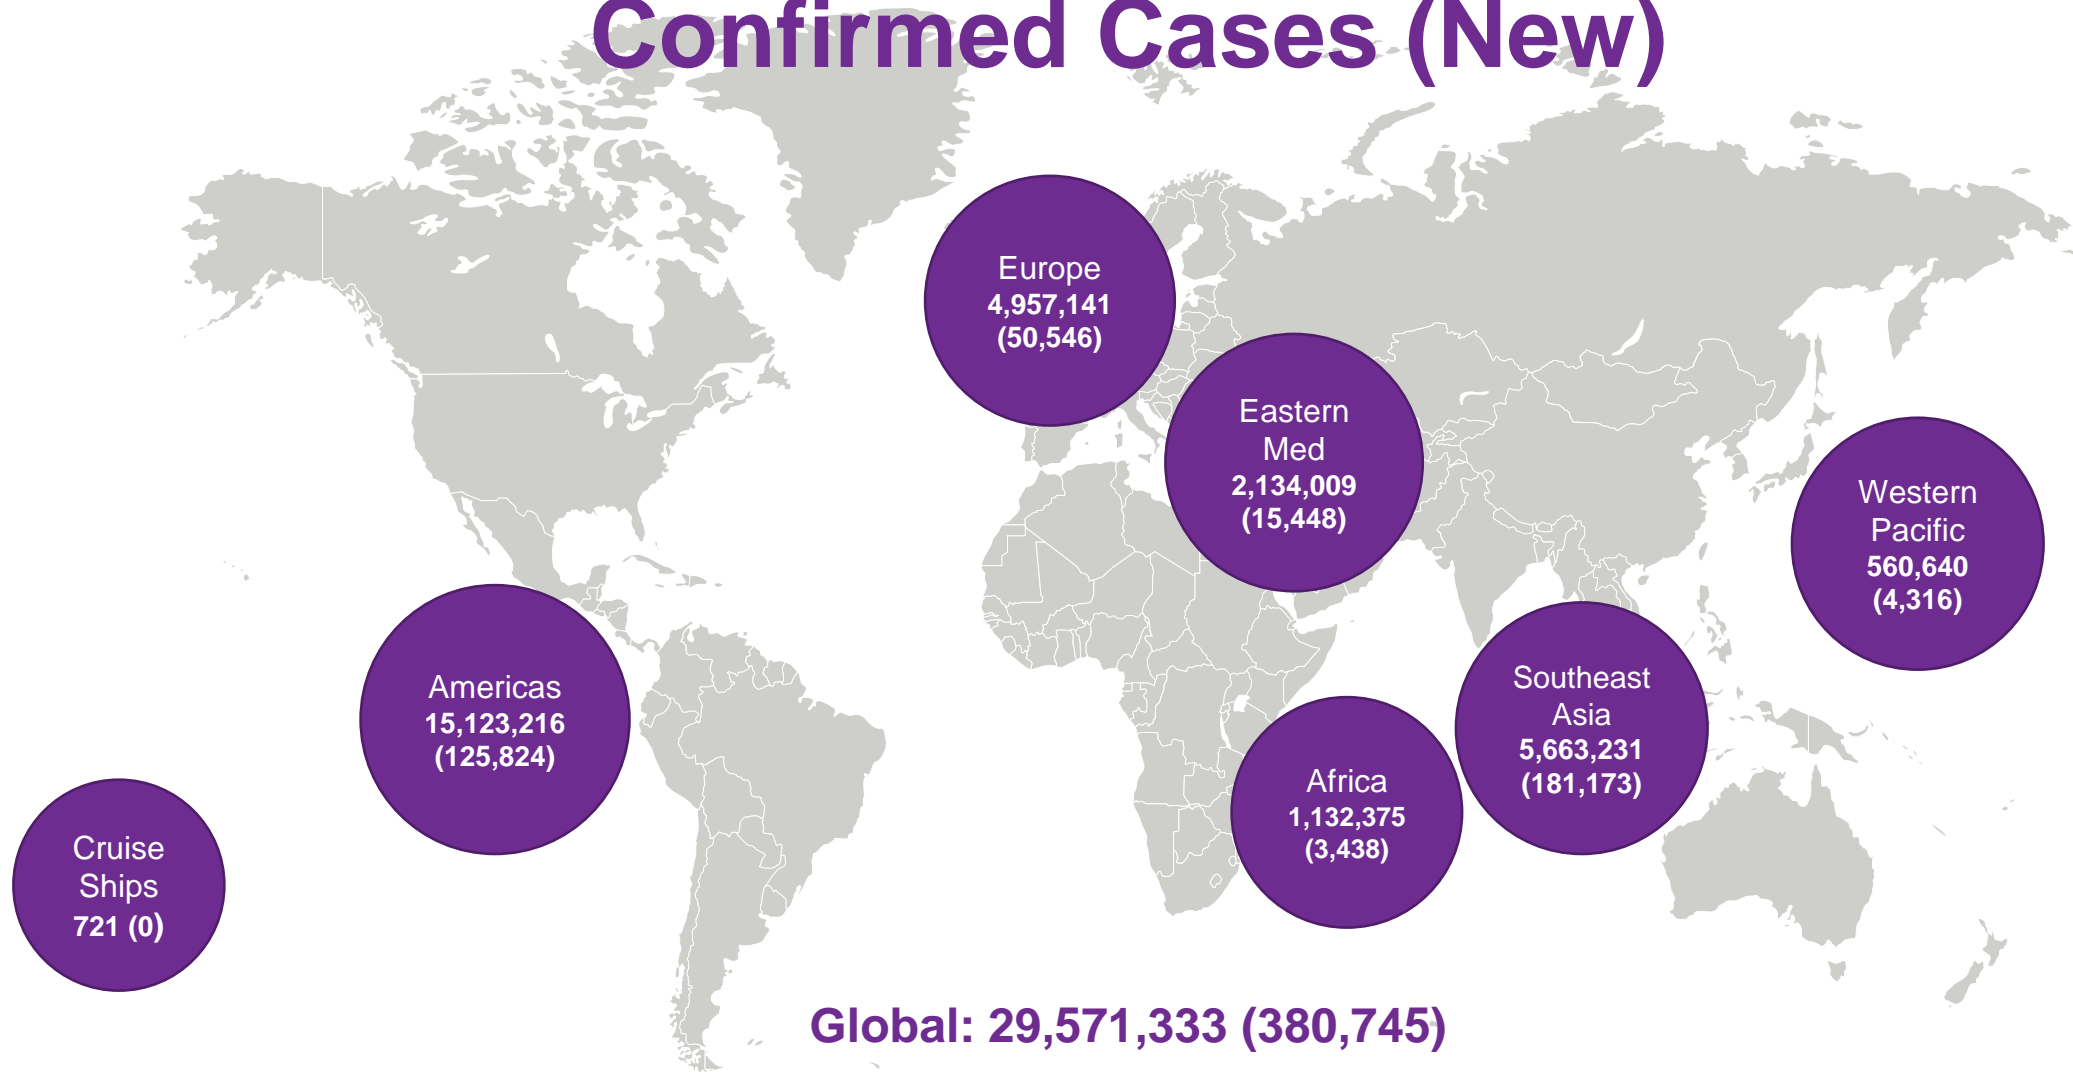 Confirmed Cases (New)
Europe
4,957,141
(50,546)
Eastern
Med
2,134,009
(15,448)
Western
Pacific
560,640
(4,316)
Americas
15,123,216
(125,824)
Southeast
Asia
5,663,231
(181,173)
Africa
1,132,375
(3,438)
Cruise
Ships
721 (0)
Global: 29,571,333 (380,745)